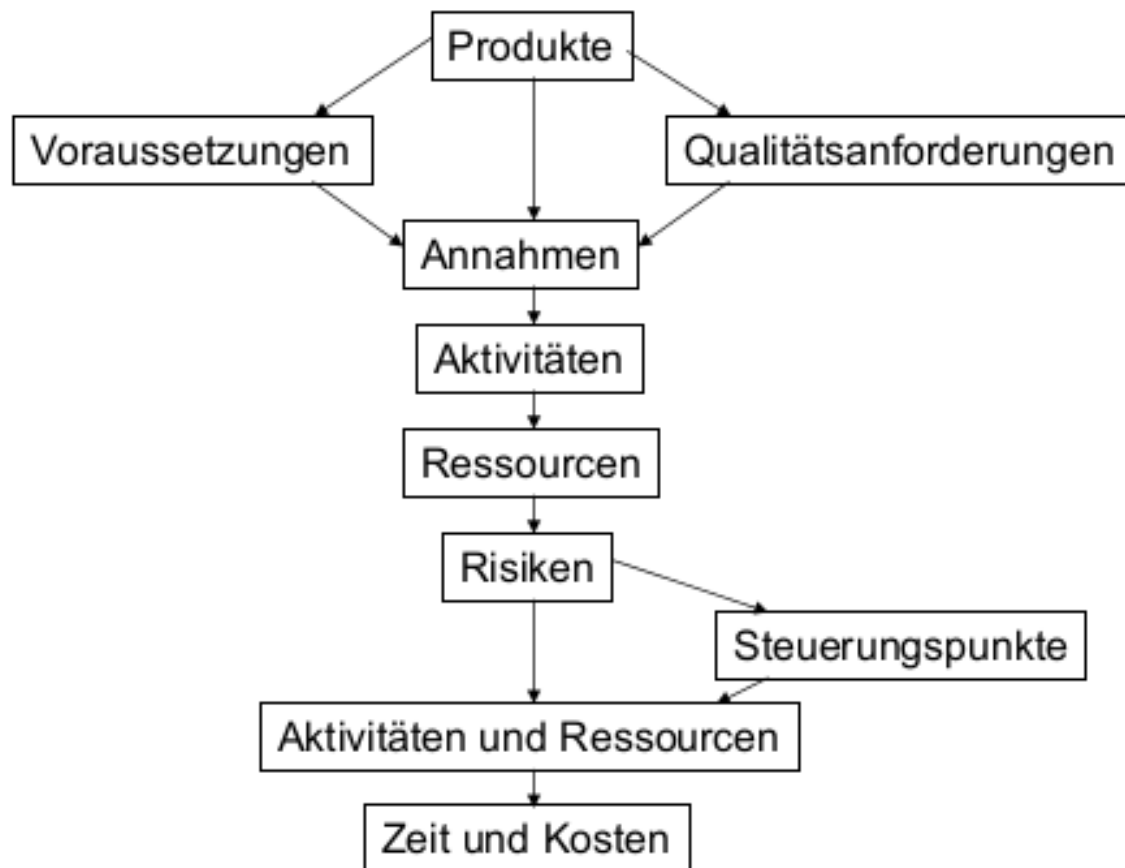 Produkte
Voraussetzungen
Qualitätsanforderungen
Annahmen
Aktivitäten
Ressourcen
Risiken
Steuerungspunkte
Aktivitäten und Ressourcen
Zeit und Kosten